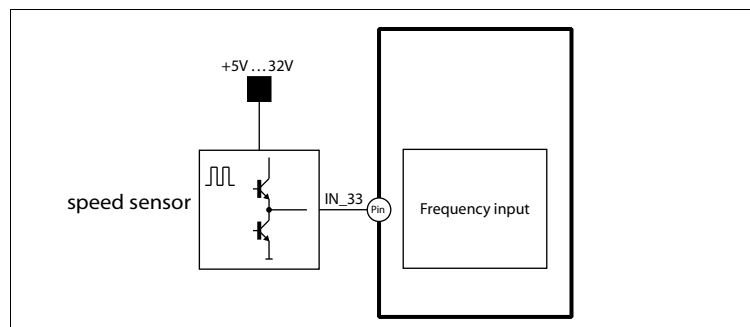 +5V ... 32V
speed sensor
IN_33
Pin
Frequency input